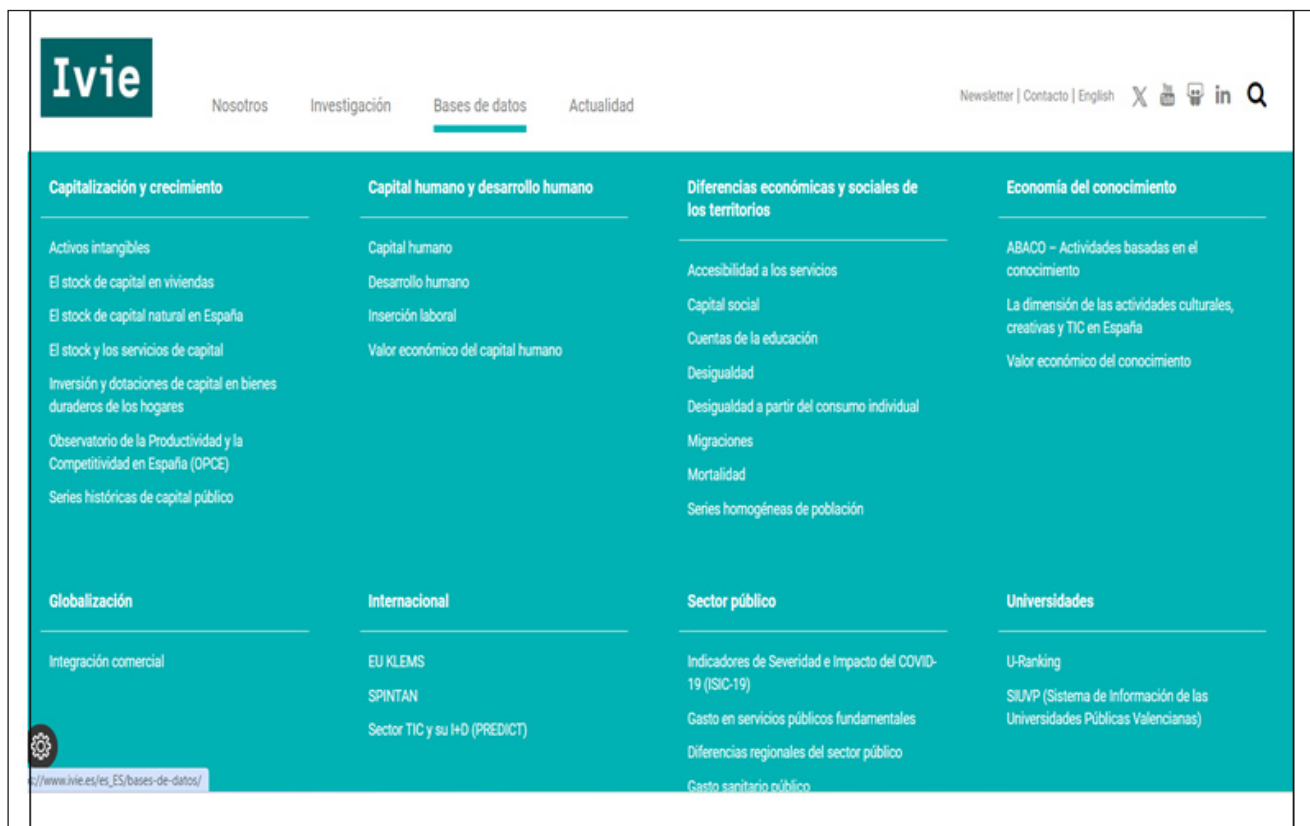 Ivie
Nosotros
Investigación
Bases de datos
Actualidad
Newsletter | Contacto | English
You
Tube
in
Capitalización y crecimiento
Activos intangibles
El stock de capital en viviendas
El stock de capital natural en España
El stock y los servicios de capital
Inversión y dotaciones de capital en bienes
duraderos de los hogares
Observatorio de la Productividad y la
Competitividad en España (OPCE)
Series históricas de capital público
Capital humano y desarrollo humano
Capital humano
Desarrollo humano
Inserción laboral
Valor económico del capital humano
Diferencias económicas y sociales de
los territorios
Accesibilidad a los servicios
Capital social
Cuentas de la educación
Desigualdad
Desigualdad a partir del consumo individual
Migraciones
Mortalidad
Series homogéneas de población
Economía del conocimiento
ABACO – Actividades basadas en el
conocimiento
La dimensión de las actividades culturales,
creativas y TIC en España
Valor económico del conocimiento
Globalización
Integración comercial
Internacional
EU KLEMS
SPINTAN
Sector TIC y su I+D (PREDICT)
Sector público
Indicadores de Severidad e Impacto del COVID-
19 (ISIC-19)
Gasto en servicios públicos fundamentales
Diferencias regionales del sector público
Gasto sanitario público
Universidades
U-Ranking
SIUVP (Sistema de Información de las
Universidades Públicas Valencianas)
://www.ivie.es/es_ES/bases-de-datos/